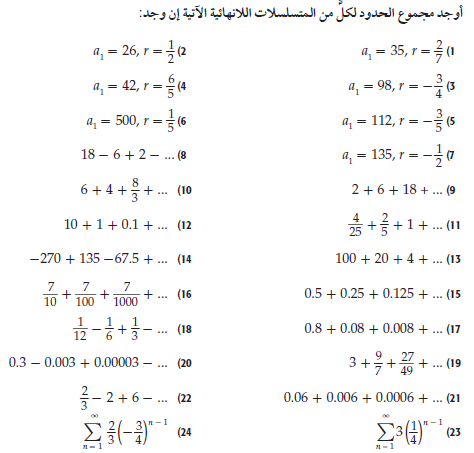 أوجد مجموع الحدود لكلٍّ من المتسلسلات اللانهائية الآتية إن وجد:
(1 a₁ = 35, r = 2/7
(2 a₁ = 26, r = 1/2
(3 a₁ = 98, r = −3/4
(4 a₁ = 42, r = 6/5
(5 a₁ = 112, r = −3/5
(6 a₁ = 500, r = 1/5
(7 a₁ = 135, r = −1/2
(8 18 − 6 + 2 − ...
(9 2 + 6 + 18 + ...
(10 6 + 4 + 8/3 + ...
(11 4/25 + 2/5 + 1 + ...
(12 10 + 1 + 0.1 + ...
(13 100 + 20 + 4 + ...
(14 −270 + 135 −67.5 + ...
(15 0.5 + 0.25 + 0.125 + ...
(16 7/10 + 7/100 + 7/1000 + ...
(17 0.8 + 0.08 + 0.008 + ...
(18 1/12 − 1/6 + 1/3 − ...
(19 3 + 9/7 + 27/49 + ...
(20 0.3 − 0.003 + 0.00003 − ...
(21 0.06 + 0.006 + 0.0006 + ...
(22 2/3 − 2 + 6 − ...
(23 ∞ Σ n=1 3(1/4)ⁿ⁻¹
(24 ∞ Σ n=1 2/3(−3/4)ⁿ⁻¹